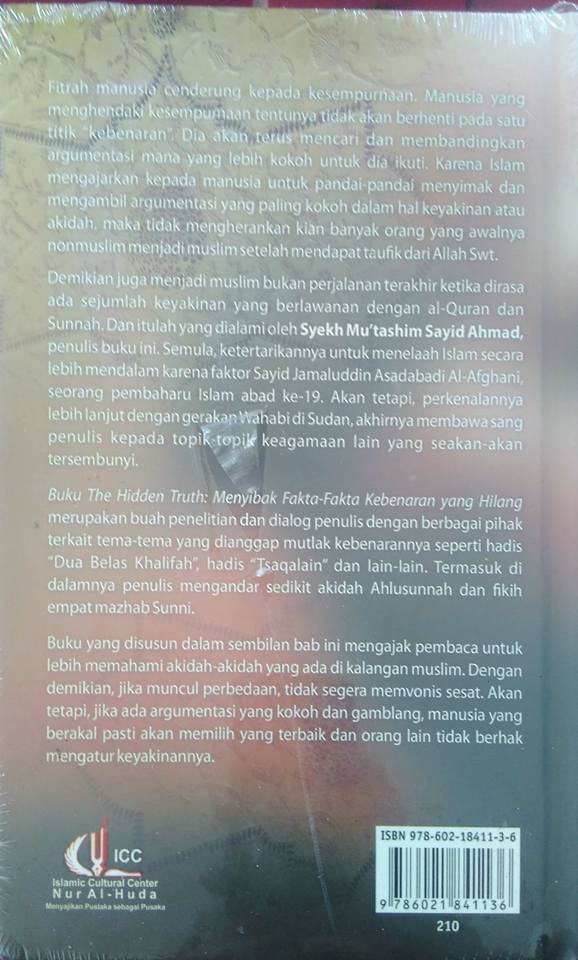 Fitrah manusia cenderung kepada kesempurnaan. Manusia yang
menghendaki kesempurnaan tentunya tidak akan berhenti pada satu
titik "kebenaran". Dia akan terus mencari dan membandingkan
argumentasi mana yang lebih kokoh untuk dia ikuti. Karena Islam
mengajarkan kepada manusia untuk pandai-pandai menyimak dan
mengambil argumentasi yang paling kokoh dalam hal keyakinan atau
akidah, maka tidak mengherankan kian banyak orang yang awalnya
nonmuslim menjadi muslim setelah mendapat taufik dari Allah Swt.
Demikian juga menjadi muslim bukan perjalanan terakhir ketika dirasa
ada sejumlah keyakinan yang berlawanan dengan al-Quran dan
Sunnah. Dan itulah yang dialami oleh Syekh Mu'tashim Sayid Ahmad,
penulis buku ini. Semula, ketertarikannya untuk menelaah Islam secara
lebih mendalam karena faktor Sayid Jamaluddin Asadabadi Al-Afghani,
seorang pembaharu Islam abad ke-19. Akan tetapi, perkenalannya
lebih lanjut dengan gerakan Wahabi di Sudan, akhirnya membawa sang
penulis kepada topik-topik keagamaan lain yang seakan-akan
tersembunyi.
Buku The Hidden Truth: Menyibak Fakta-Fakta Kebenaran yang Hilang
merupakan buah penelitian dan dialog penulis dengan berbagai pihak
terkait tema-tema yang dianggap mutlak kebenarannya seperti hadis
"Dua Belas Khalifah", hadis "Tsaqalain" dan lain-lain. Termasuk di
dalamnya penulis mengandar sedikit akidah Ahlusunnah dan fikih
empat mazhab Sunni.
Buku yang disusun dalam sembilan bab ini mengajak pembaca untuk
lebih memahami akidah-akidah yang ada di kalangan muslim. Dengan
demikian, jika muncul perbedaan, tidak segera memvonis sesat. Akan
tetapi, jika ada argumentasi yang kokoh dan gamblang, manusia yang
berakal pasti akan memilih yang terbaik dan orang lain tidak berhak
mengatur keyakinannya.
ICC
Islamic Cultural Center
Nur Al-Huda
Menyajikan Pustaka sebagai Pusaka
ISBN 978-602-18411-3-6
9 786021 841136
210